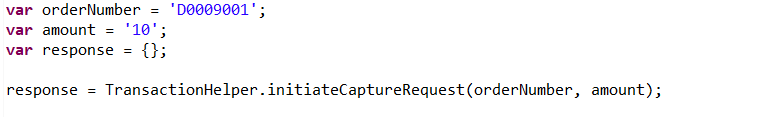 var orderNumber = 'D0009001';
var amount = '10';
var response = {};
response = TransactionHelper.initiateCaptureRequest(orderNumber, amount);